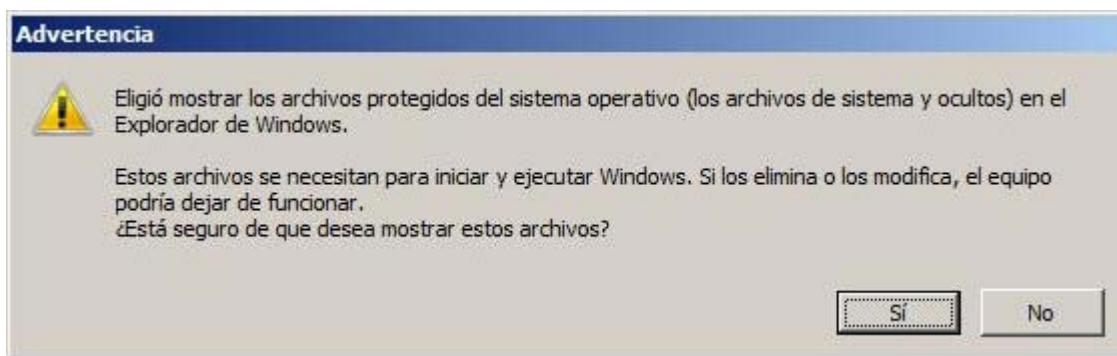 Advertencia
Eligió mostrar los archivos protegidos del sistema operativo (los archivos de sistema y ocultos) en el
Explorador de Windows.
Estos archivos se necesitan para iniciar y ejecutar Windows. Si los elimina o los modifica, el equipo
podría dejar de funcionar.
¿Está seguro de que desea mostrar estos archivos?
Sí No